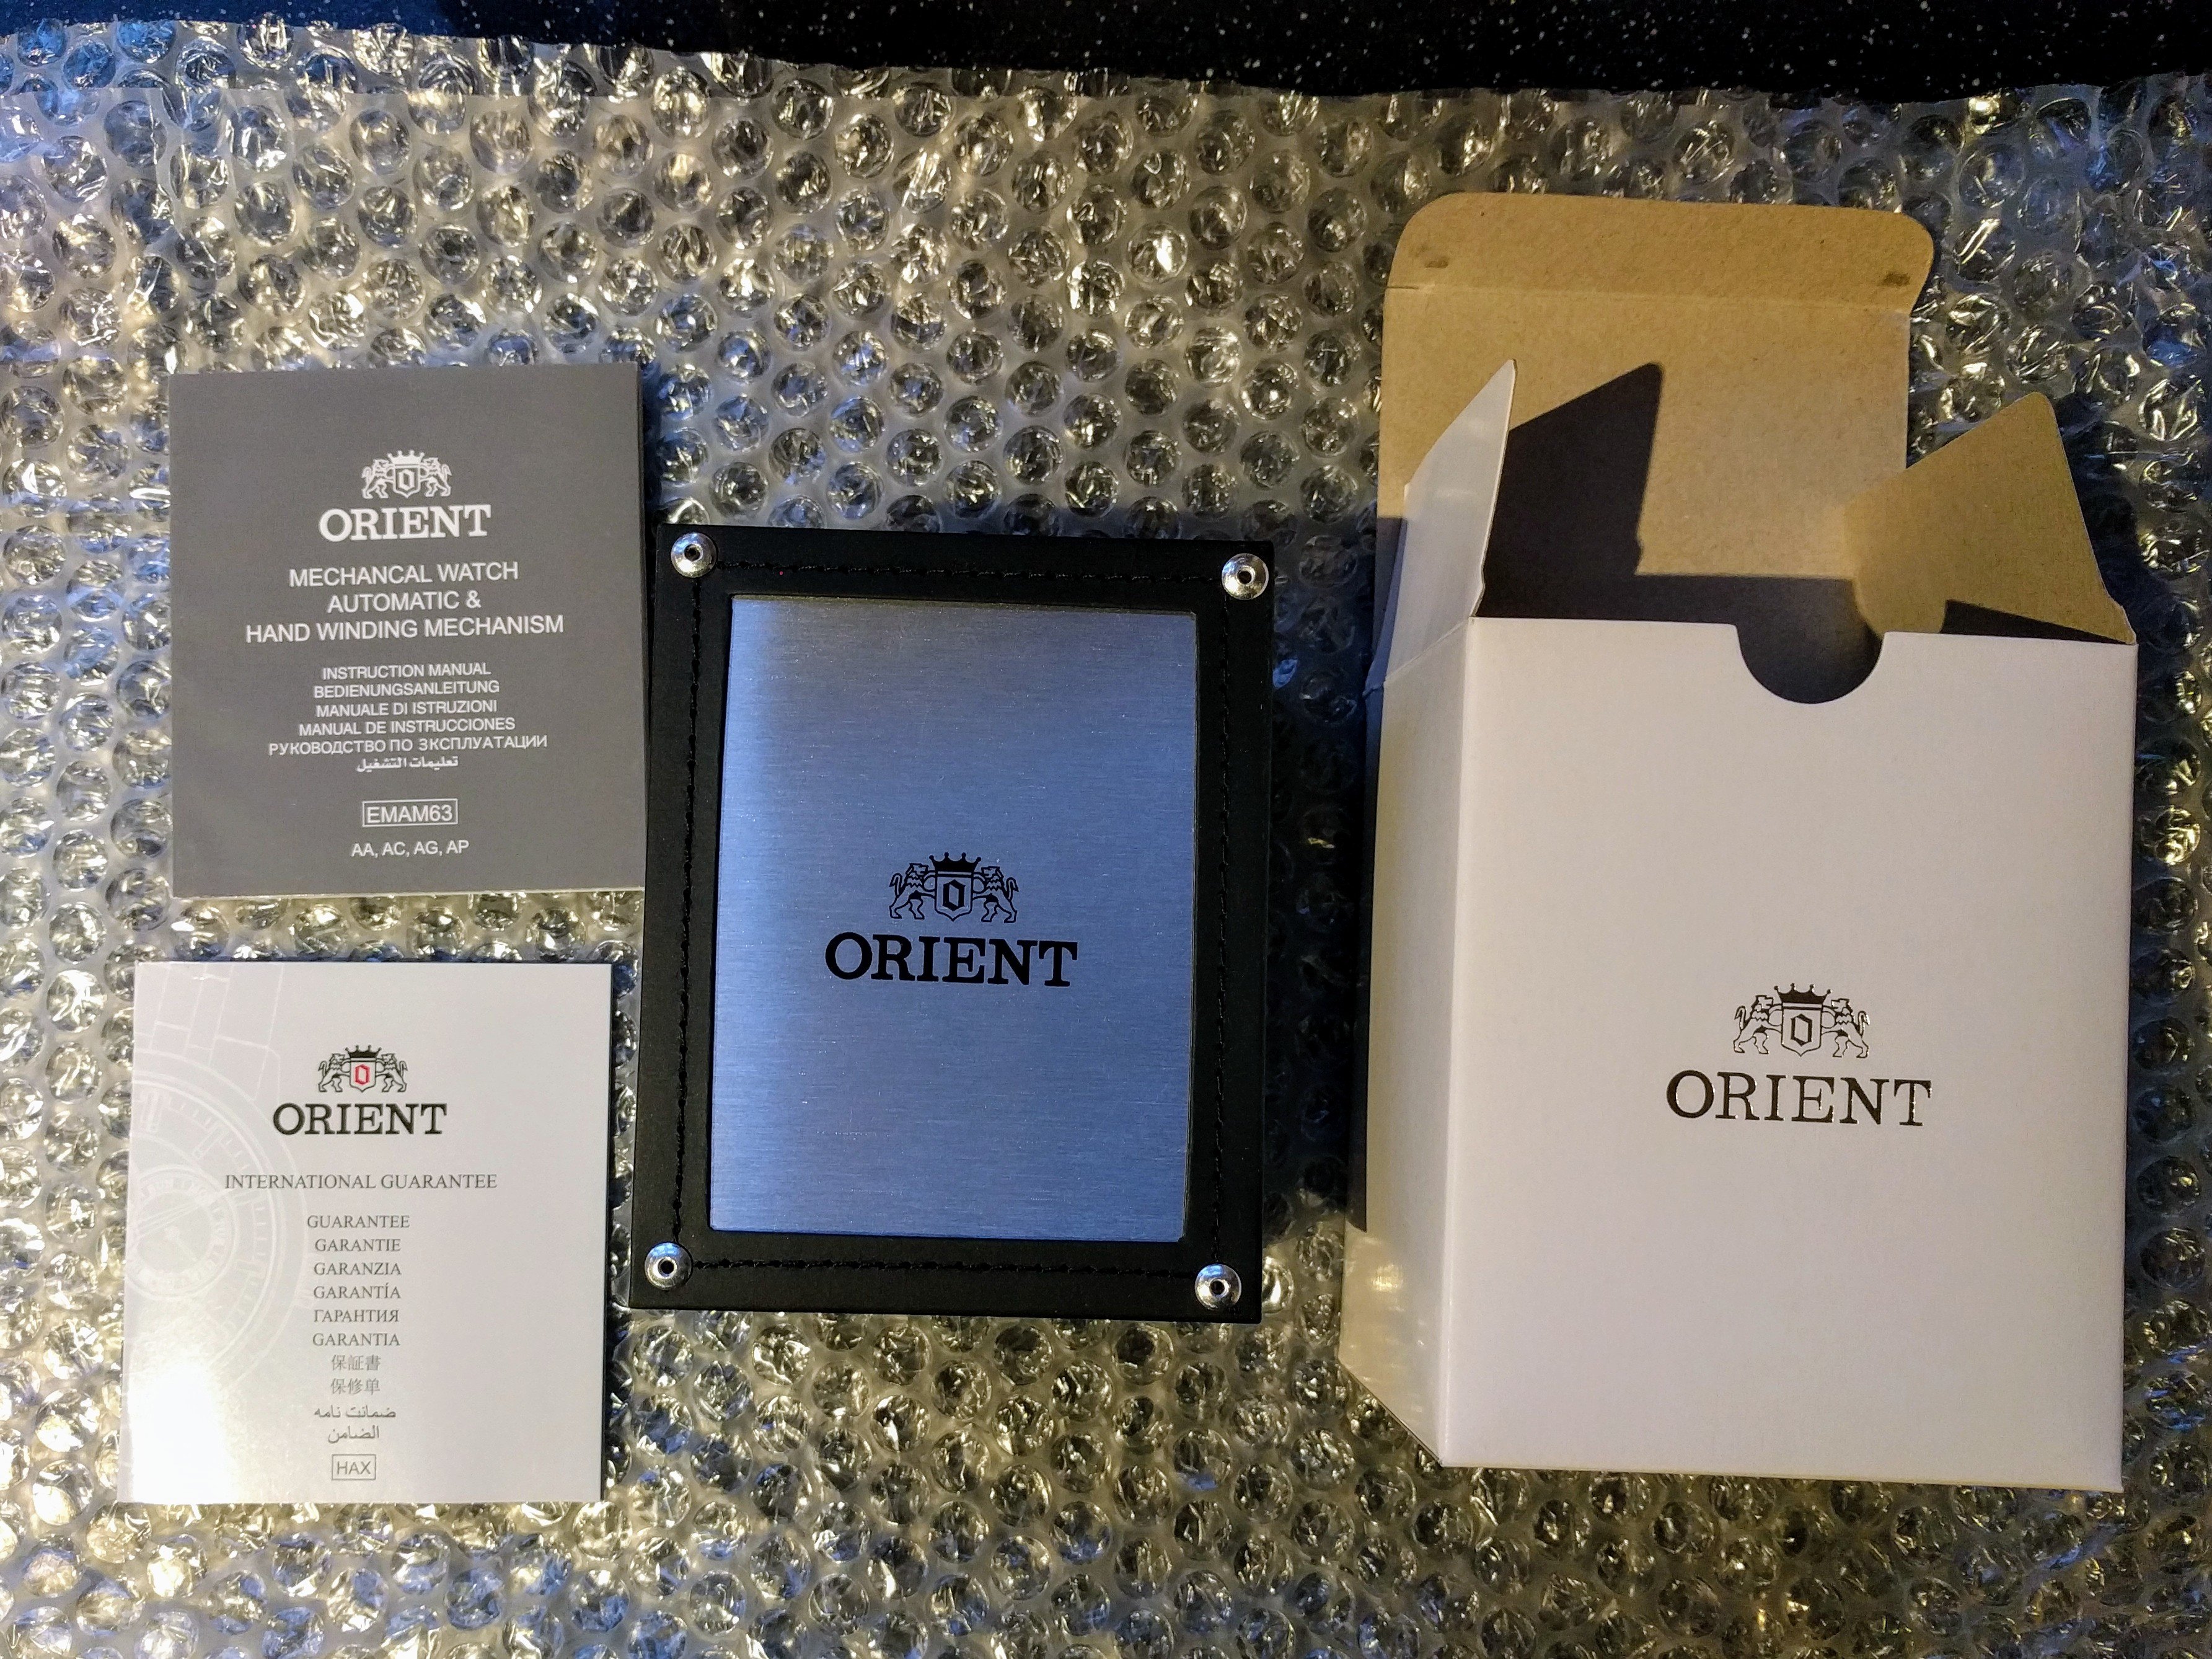 ORIENT
MECHANCAL WATCH
AUTOMATIC &
HAND WINDING MECHANISM
INSTRUCTION MANUAL
BEDIENUNGSANLEITUNG
MANUALE DI ISTRUZIONI
MANUAL DE INSTRUCCIONES
РУКОВОДСТВО ПО ЗКСПЛУАТАЦИИ
تعليمات التشغيل
EMAM63
AA, AC, AG, AP
ORIENT
INTERNATIONAL GUARANTEE
GUARANTEE
GARANTIE
GARANZIA
GARANTÍA
ГАРАНТИЯ
GARANTIA
保証書
保修单
ضمانت نامه
الضامن
HAX
ORIENT
ORIENT